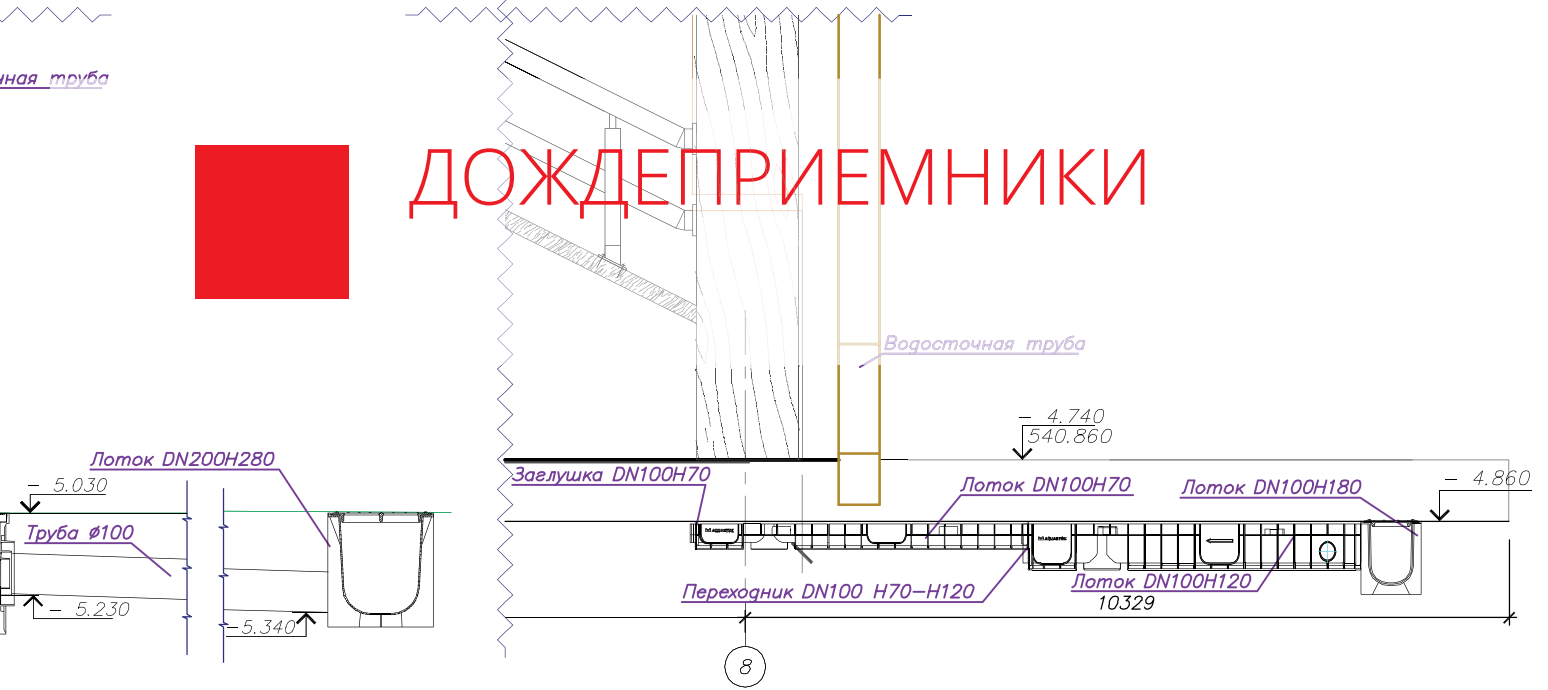 нная труба
ДОЖДЕПРИЕМНИКИ
Водосточная труба
- 4.740
540.860
Лоток DN200H280
Заглушка DN100H70
Лоток DN100H70
Лоток DN100H180
- 4.860
- 5.030
Труба ø100
Переходник DN100 H70-H120
Лоток DN100H120
- 5.230
-5.340
10329
8